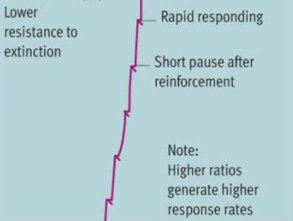 Lower
resistance to
extinction
Rapid responding
Short pause after
reinforcement
Note:
Higher ratios
generate higher
response rates